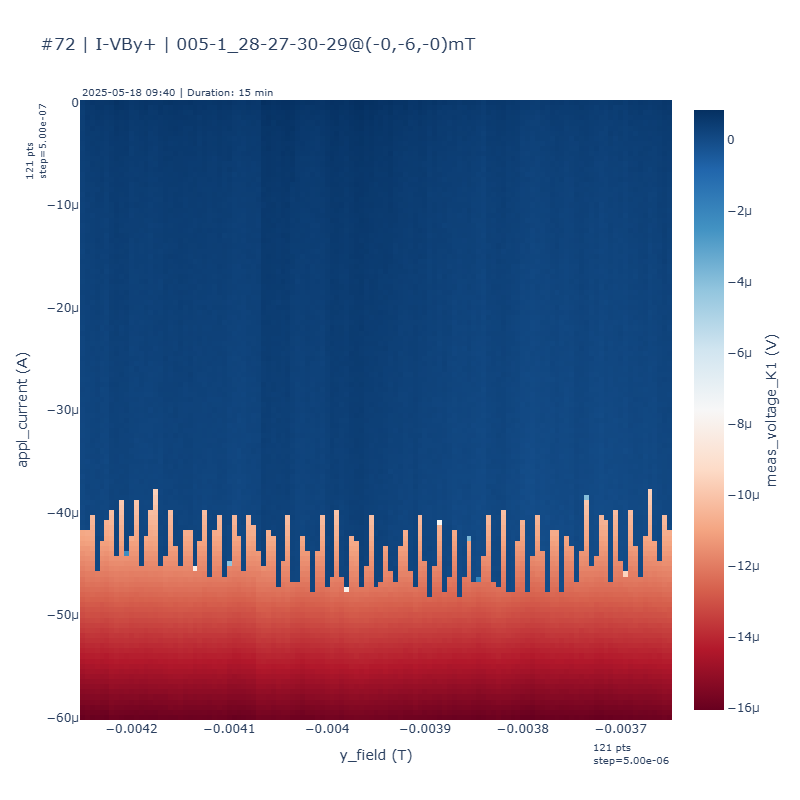 #72 | I-VBy+ | 005-1_28-27-30-29@(-0,-6,-0)mT
2025-05-18 09:40 | Duration: 15 min
121 pts
step=5.00e-07
0
−10μ
−20μ
−30μ
−40μ
−50μ
−60μ
appl_current (A)
−0.0042
−0.0041
−0.004
−0.0039
−0.0038
−0.0037
y_field (T)
121 pts
step=5.00e-06
0
−2μ
−4μ
−6μ
−8μ
−10μ
−12μ
−14μ
−16μ
meas_voltage_K1 (V)